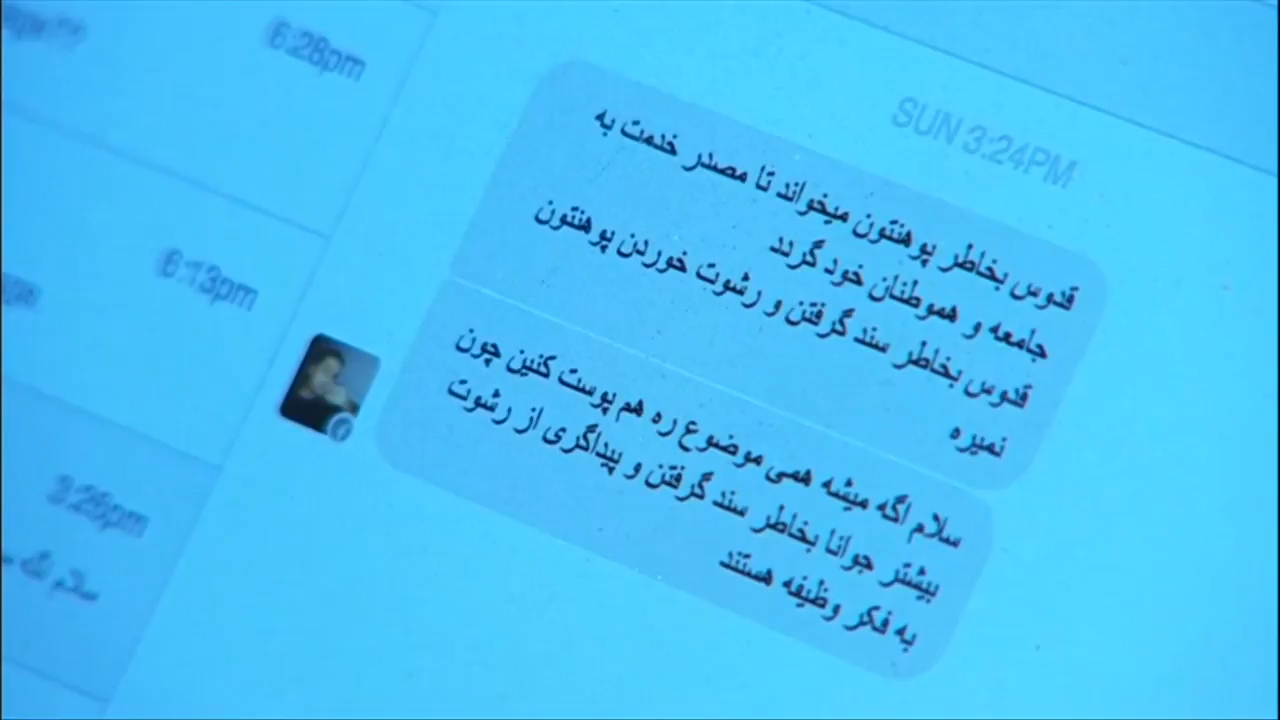 6:28pm
6:13pm
3:26pm
سلام
SUN 3:24PM
قدوس بخاطر پوهنتون میخواند تا مصدر خدمت به
جامعه و هموطنان خود گردد
قدوس بخاطر سند گرفتن و رشوت خوردن پوهنتون
نمیره
سلام اگه میشه همی موضوع ره هم پوست کنین چون
بیشتر جوانا بخاطر سند گرفتن و پیداگری از رشوت
به فکر وظیفه هستند